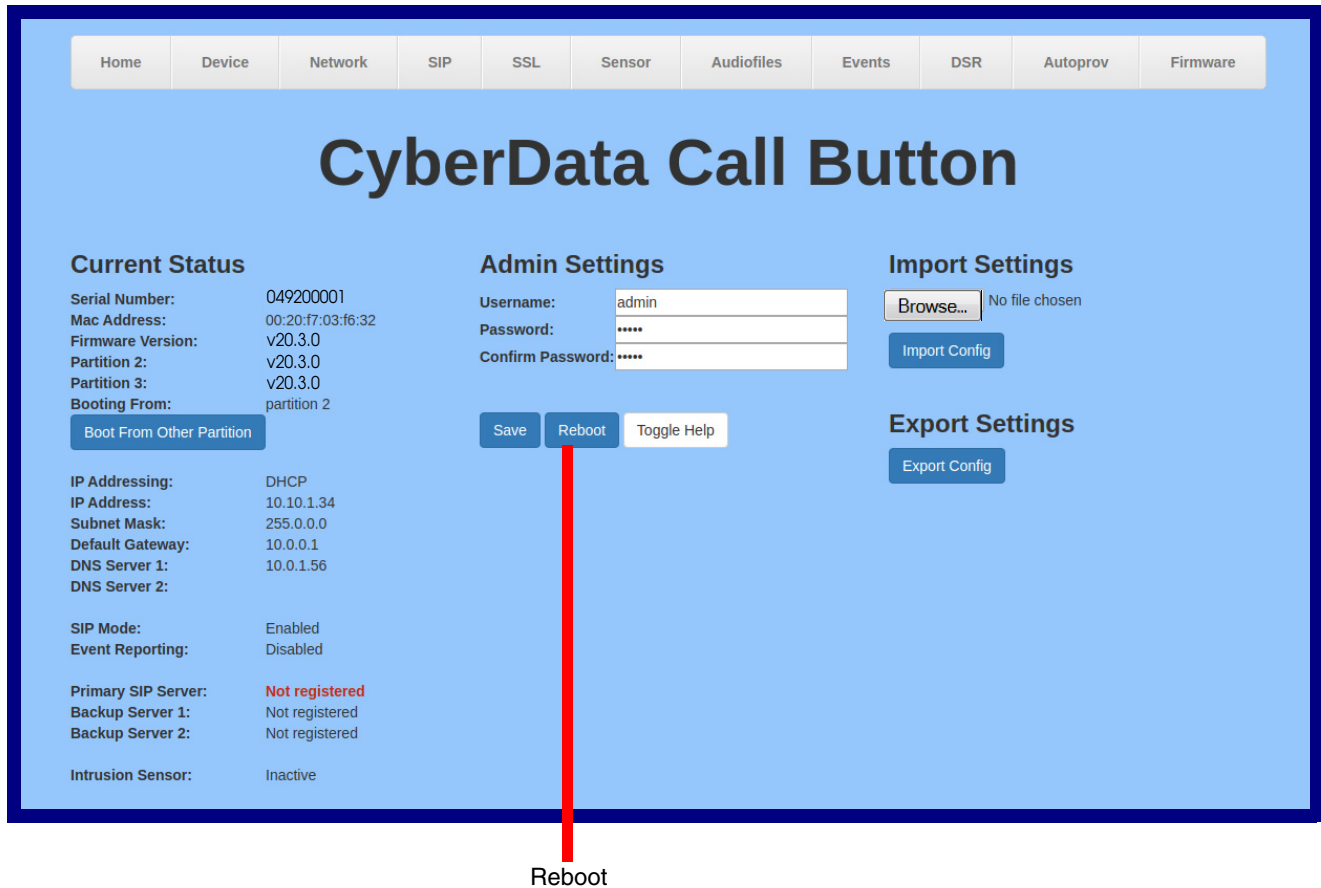 Home Device Network SIP SSL Sensor Audiofiles Events DSR Autoprov Firmware
CyberData Call Button
Current Status
Serial Number: 049200001
Mac Address: 00:20:f7:03:f6:32
Firmware Version: v20.3.0
Partition 2: v20.3.0
Partition 3: v20.3.0
Booting From: partition 2
Boot From Other Partition
IP Addressing: DHCP
IP Address: 10.10.1.34
Subnet Mask: 255.0.0.0
Default Gateway: 10.0.0.1
DNS Server 1: 10.0.1.56
DNS Server 2:
SIP Mode: Enabled
Event Reporting: Disabled
Primary SIP Server: Not registered
Backup Server 1: Not registered
Backup Server 2: Not registered
Intrusion Sensor: Inactive
Admin Settings
Username: admin
Password: •••••
Confirm Password: •••••
Save Reboot Toggle Help
Import Settings
Browse... No file chosen
Import Config
Export Settings
Export Config
Reboot